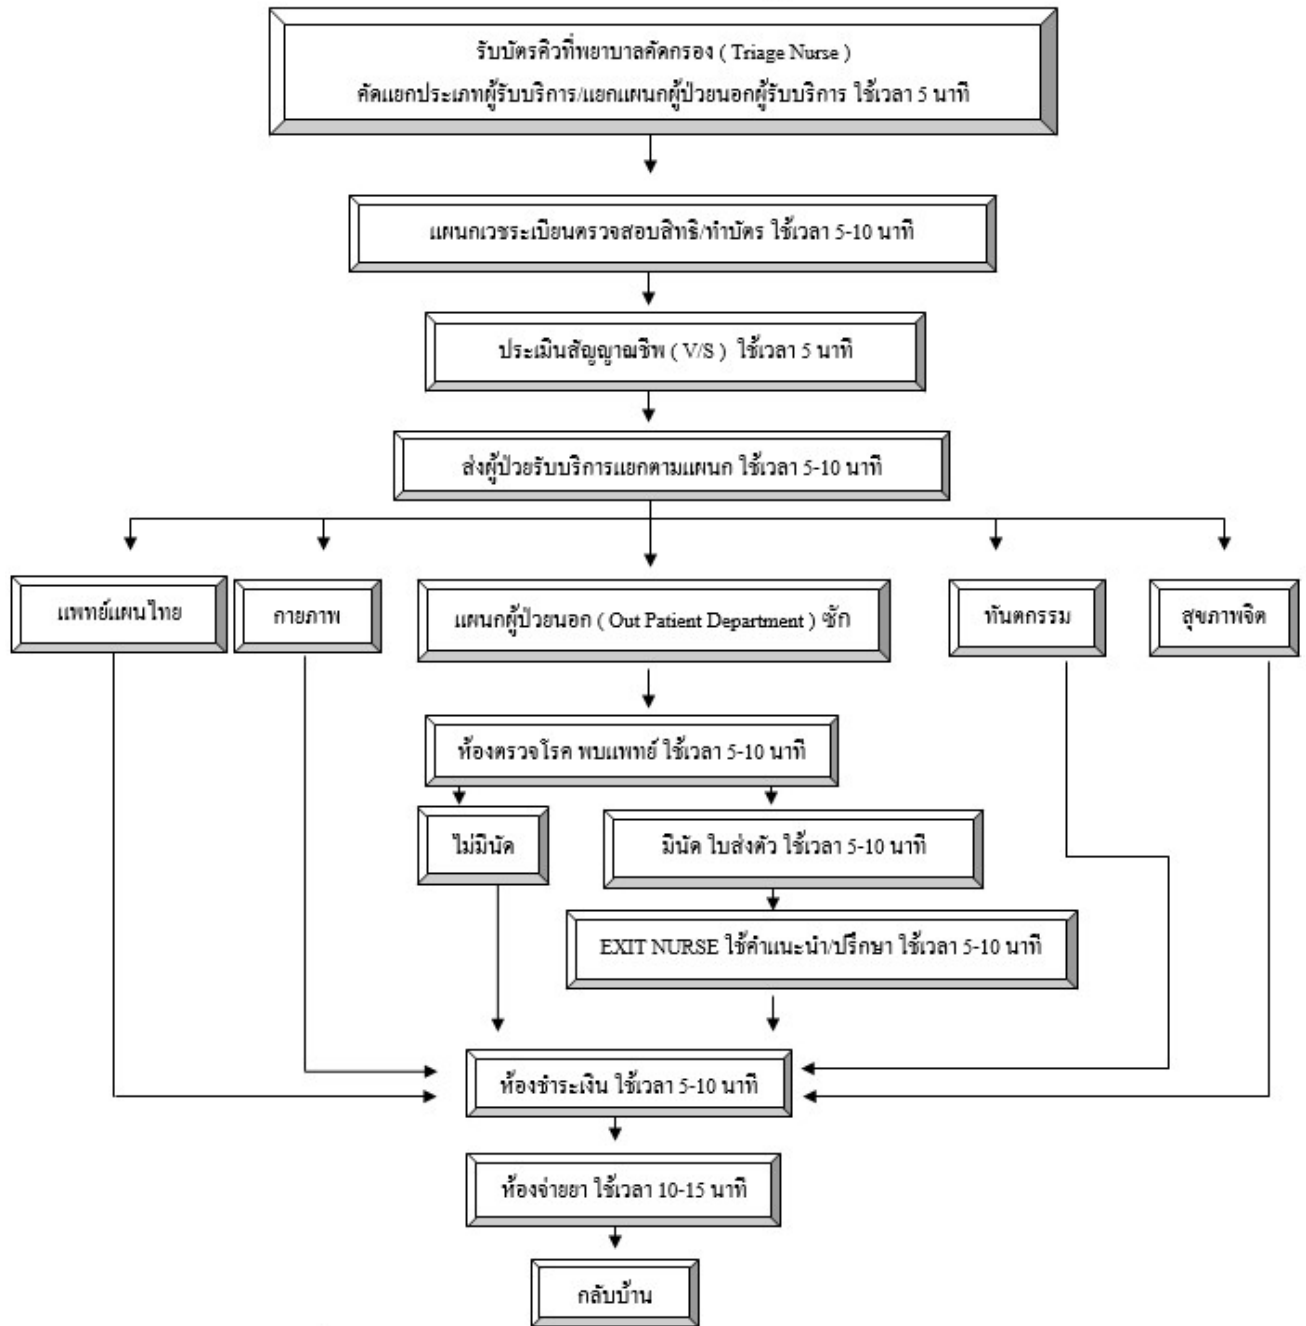 รับบัตรคิวที่พยาบาลคัดกรอง ( Triage Nurse )
คัดแยกประเภทผู้รับบริการ/แยกแผนกผู้ป่วยนอกผู้รับบริการ ใช้เวลา 5 นาที
แผนกเวชระเบียนตรวจสอบสิทธิ/ทำบัตร ใช้เวลา 5-10 นาที
ประเมินสัญญาณชีพ ( V/S ) ใช้เวลา 5 นาที
ส่งผู้ป่วยรับบริการแยกตามแผนก ใช้เวลา 5-10 นาที
แพทย์แผนไทย
กายภาพ
แผนกผู้ป่วยนอก ( Out Patient Department ) ซัก
ทันตกรรม
สุขภาพจิต
ห้องตรวจโรค พบแพทย์ ใช้เวลา 5-10 นาที
ไม่มีนัด
มีนัด ใบส่งตัว ใช้เวลา 5-10 นาที
EXIT NURSE ใช้คำแนะนำ/ปรึกษา ใช้เวลา 5-10 นาที
ห้องชำระเงิน ใช้เวลา 5-10 นาที
ห้องจ่ายยา ใช้เวลา 10-15 นาที
กลับบ้าน